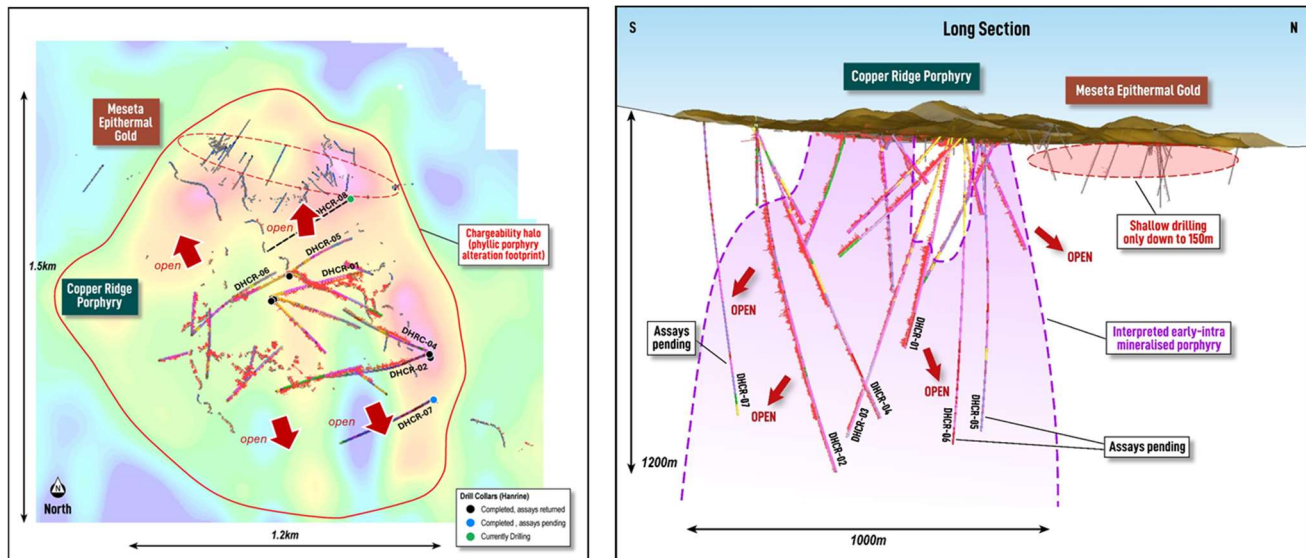 Meseta
Epithermal
Gold
DHCR-08
open
open
DHCR-05
Chargeability halo
(phyllic porphyry
alteration footprint)
DHCR-06
DHCR-01
1.5km
Copper Ridge
Porphyry
DHRC-04
DHCR-02
open
open
DHCR-07
N
North
Drill Collars (Hanrine)
Completed, assays returned
Completed , assays pending
Currently Drilling
1.2km
S
Long Section
N
Copper Ridge Porphyry
Meseta Epithermal Gold
Shallow drilling
only down to 150m
OPEN
OPEN
Assays
pending
Interpreted early-intra
mineralised porphyry
DHCR-01
OPEN
OPEN
DHCR-07
DHCR-04
DHCR-03
DHCR-02
DHCR-06
DHCR-05
Assays pending
1200m
1000m